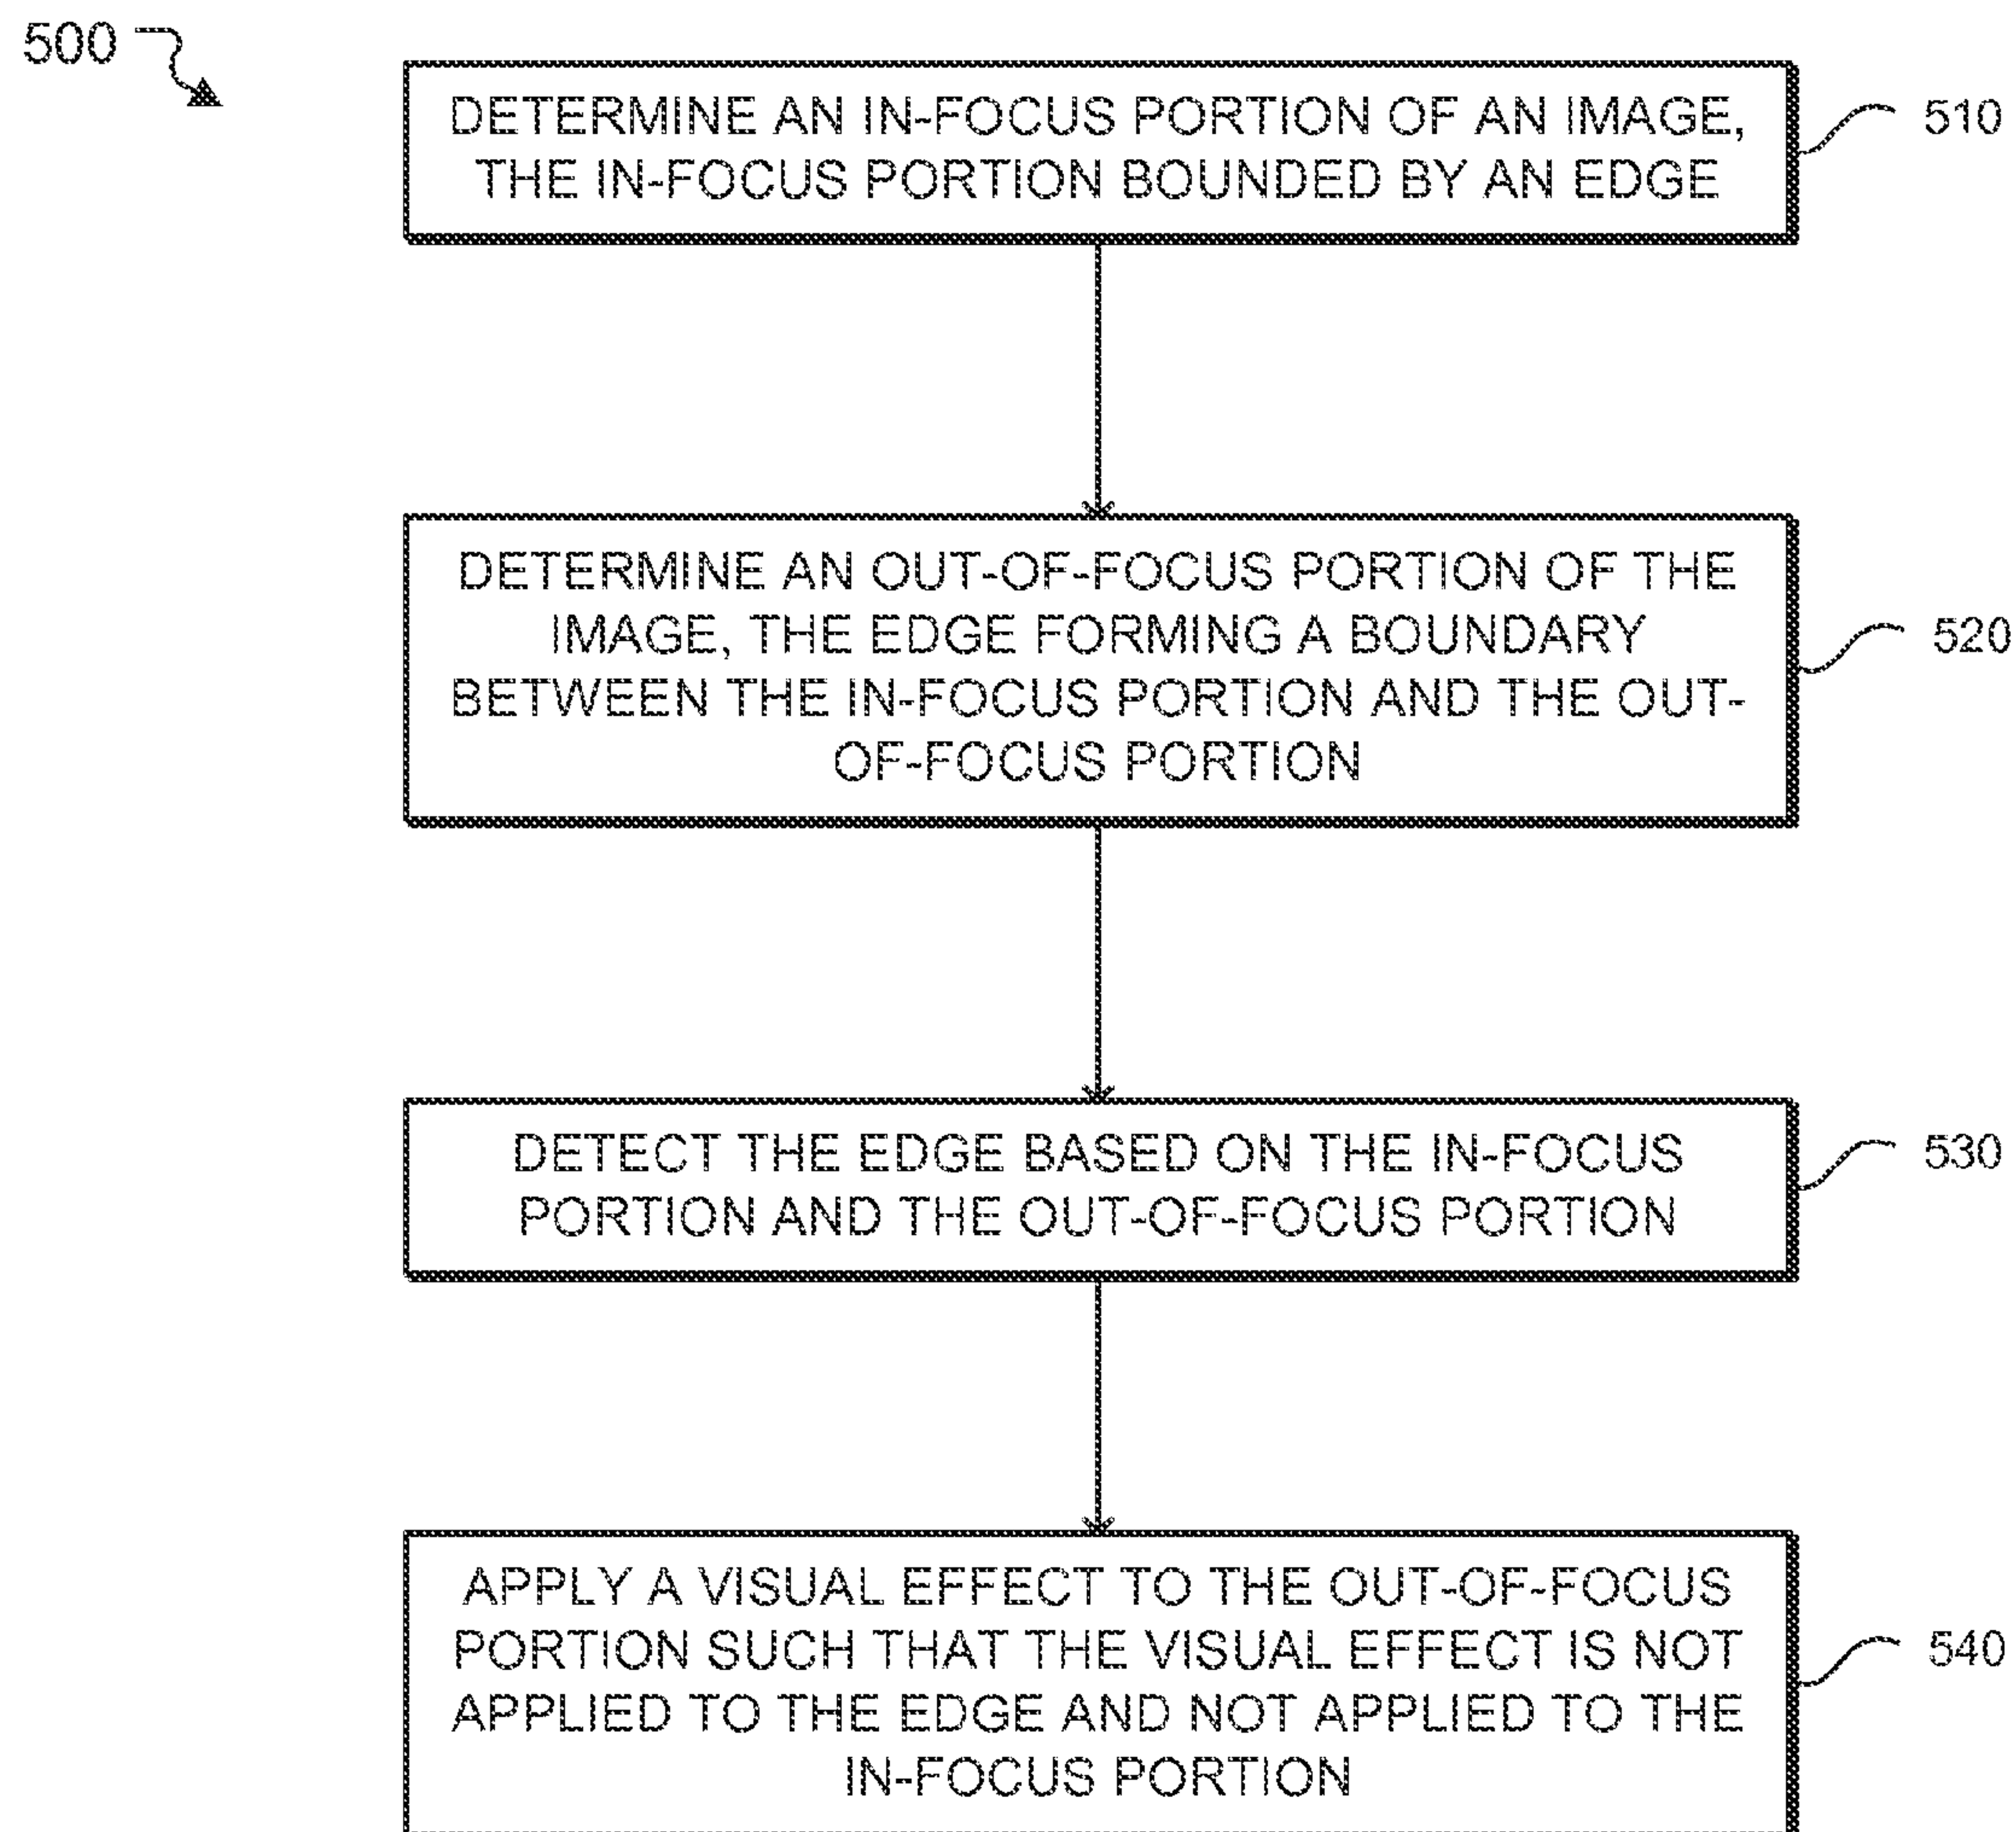 500
DETERMINE AN IN-FOCUS PORTION OF AN IMAGE,
THE IN-FOCUS PORTION BOUNDED BY AN EDGE
510
DETERMINE AN OUT-OF-FOCUS PORTION OF THE
IMAGE, THE EDGE FORMING A BOUNDARY
BETWEEN THE IN-FOCUS PORTION AND THE OUT-
OF-FOCUS PORTION
520
DETECT THE EDGE BASED ON THE IN-FOCUS
PORTION AND THE OUT-OF-FOCUS PORTION
530
APPLY A VISUAL EFFECT TO THE OUT-OF-FOCUS
PORTION SUCH THAT THE VISUAL EFFECT IS NOT
APPLIED TO THE EDGE AND NOT APPLIED TO THE
IN-FOCUS PORTION
540